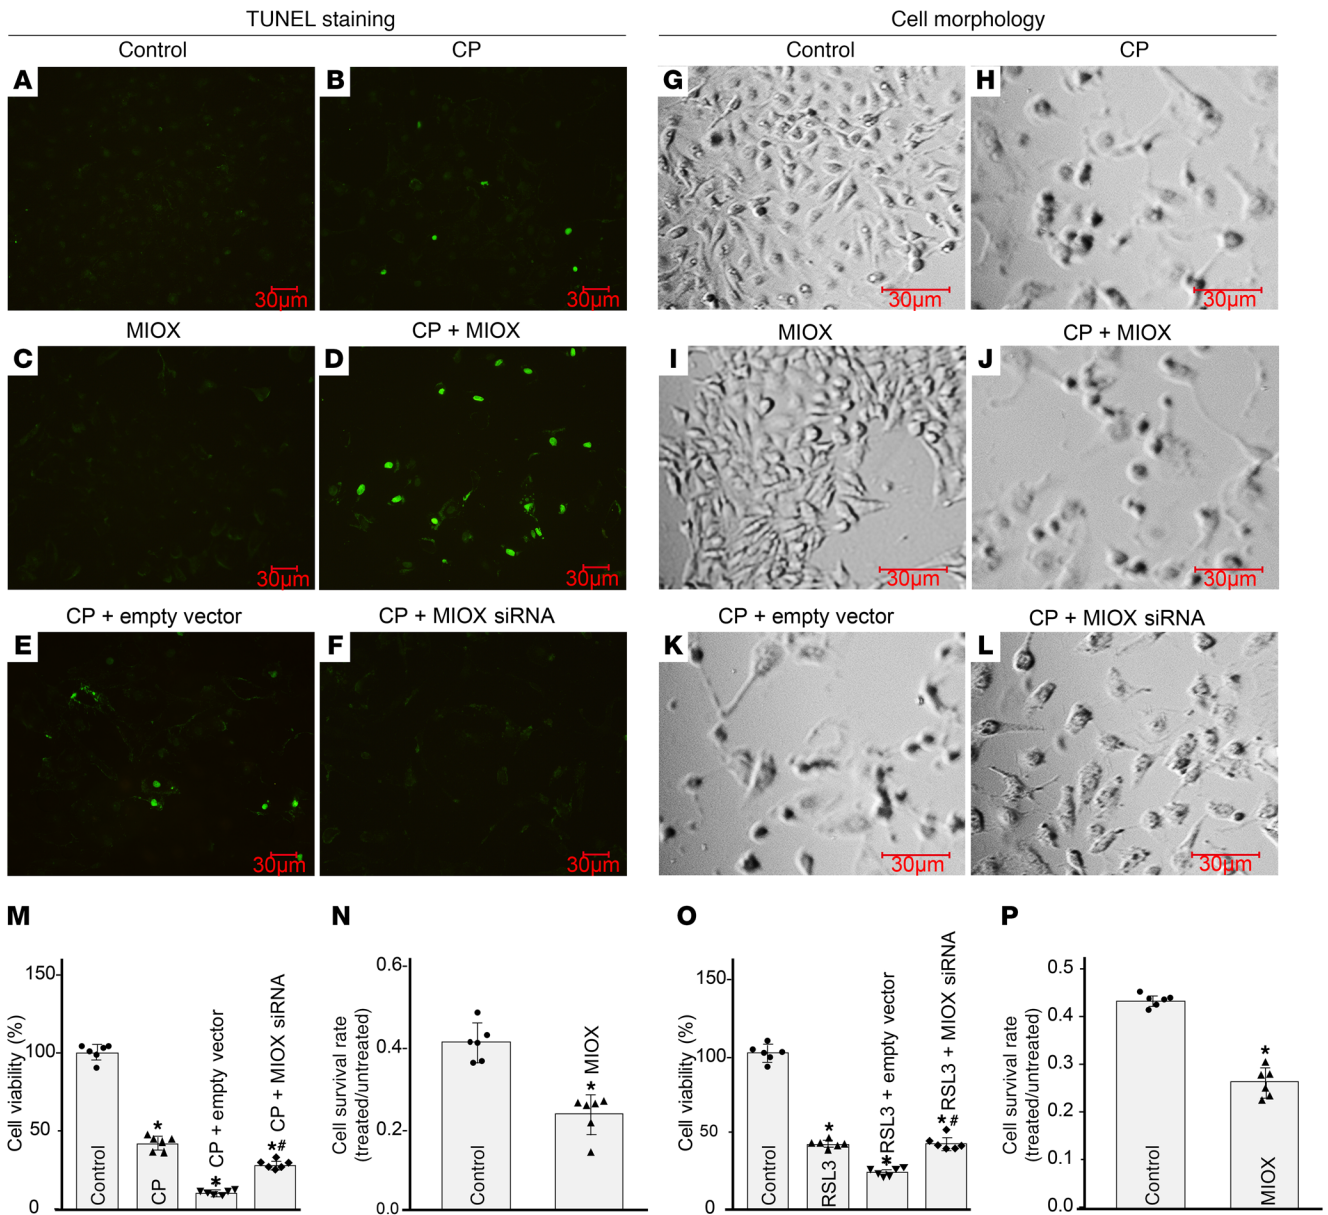 TUNEL staining
Cell morphology
Control
CP
Control
CP
A
B
G
H
30µm
30µm
30µm
30µm
MIOX
CP + MIOX
MIOX
CP + MIOX
C
D
I
J
30µm
30µm
30µm
30µm
CP + empty vector
CP + MIOX siRNA
CP + empty vector
CP + MIOX siRNA
E
F
K
L
30µm
30µm
30µm
30µm
M
Cell viability (%)
150
100
50
0
Control
*
CP
*
CP + empty vector
*#
CP + MIOX siRNA
N
Cell survival rate
(treated/untreated)
0.6
0.4
0.2
0.0
Control
*
MIOX
O
Cell viability (%)
150
100
50
0
Control
*
RSL3
*
RSL3 + empty vector
*#
RSL3 + MIOX siRNA
P
Cell survival rate
(treated/untreated)
0.5
0.4
0.3
0.2
0.1
0.0
Control
*
MIOX